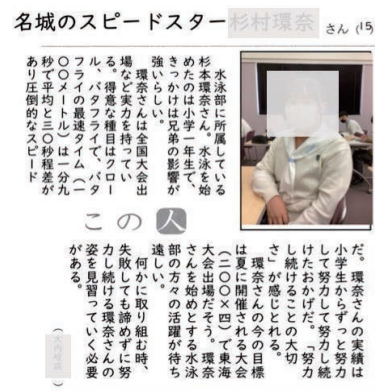 名城のスピードスター杉村環奈さん(15)
水泳部に所属している
杉本環奈さん。水泳を始
めたのは小学一年生で、
きっかけは兄弟の影響が
強いらしい。
環奈さんは全国大会出
場など実力を持ってい
る。得意な種目はクロー
ル、バタフライで、バタ
フライの最速タイム(一
〇〇メートル)は一分九
秒で平均と三〇秒程差が
あり圧倒的なスピード
この人
だ。環奈さんの実績は
小学生からずっと努力
して努力して努力し続
けたおかげだ。「努力
し続けることの大切
さ」が感じとれる。
環奈さんの今の目標
は夏に開催される大会
(二〇〇×四)で東海
大会出場だそう。環奈
さんを始めとする水泳
部の方々の活躍が待ち
遠しい。
何かに取り組む時、
失敗しても諦めずに努
力し続ける環奈さんの
姿を見習っていく必要
がある。